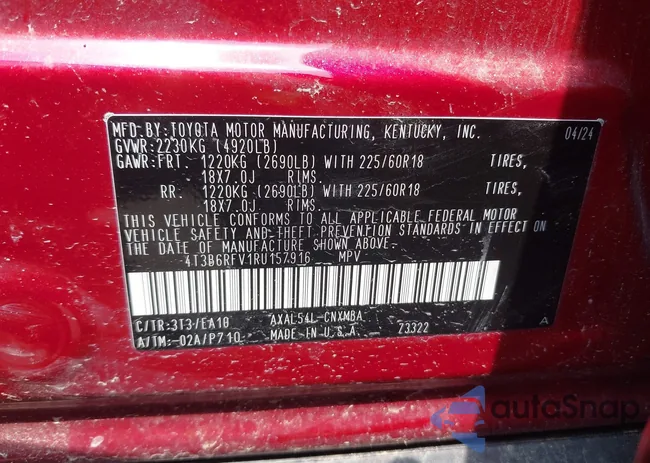 MFD.BY:TOYOTA MOTOR MANUFACTURING, KENTUCKY, INC. 04/24
GVWR:2230KG (4920LB)
GAWR:FRT. 1220KG (2690LB) WITH 225/60R18 TIRES,
18X7.0J RIMS.
RR. 1220KG (2690LB) WITH 225/60R18 TIRES,
18X7.0J RIMS.
THIS VEHICLE CONFORMS TO ALL APPLICABLE FEDERAL MOTOR
VEHICLE SAFETY AND THEFT PREVENTION STANDARDS IN EFFECT ON
THE DATE OF MANUFACTURE SHOWN ABOVE.
4T3B6RFV1RU157916 MPV
C/TR:3T3/EA10 AXAL54L-CNXMBA
A/TM:-02A/P710 MADE IN U.S.A. 73322 A
autoSnap